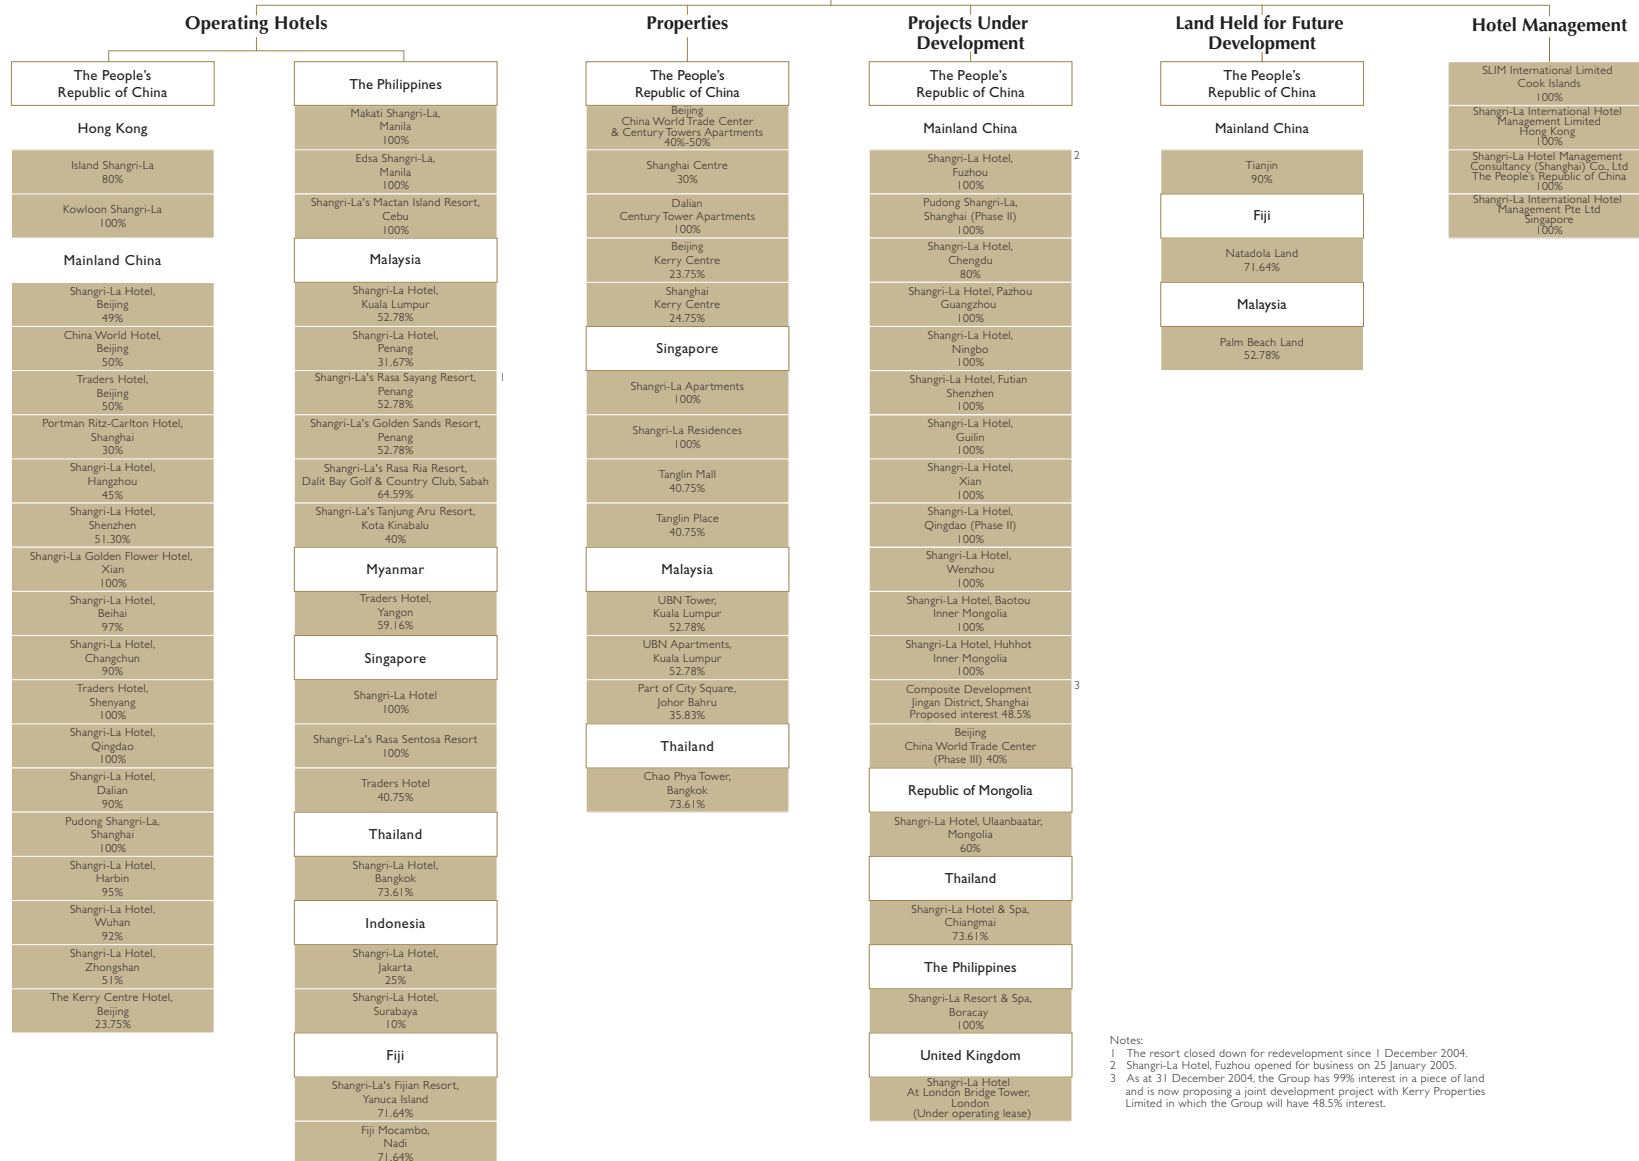 Operating Hotels
The People's
Republic of China
Hong Kong
Island Shangri-La
80%
Kowloon Shangri-La
100%
Mainland China
Shangri-La Hotel,
Beijing
49%
China World Hotel,
Beijing
50%
Traders Hotel,
Beijing
50%
Portman Ritz-Carlton Hotel,
Shanghai
30%
Shangri-La Hotel,
Hangzhou
45%
Shangri-La Hotel,
Shenzhen
51.30%
Shangri-La Golden Flower Hotel,
Xian
100%
Shangri-La Hotel,
Beihai
97%
Shangri-La Hotel,
Changchun
90%
Traders Hotel,
Shenyang
100%
Shangri-La Hotel,
Qingdao
100%
Shangri-La Hotel,
Dalian
90%
Pudong Shangri-La,
Shanghai
100%
Shangri-La Hotel,
Harbin
95%
Shangri-La Hotel,
Wuhan
92%
Shangri-La Hotel,
Zhongshan
51%
The Kerry Centre Hotel,
Beijing
23.75%
The Philippines
Makati Shangri-La,
Manila
100%
Edsa Shangri-La,
Manila
100%
Shangri-La's Mactan Island Resort,
Cebu
100%
Malaysia
Shangri-La Hotel,
Kuala Lumpur
52.78%
Shangri-La Hotel,
Penang
31.67%
Shangri-La's Rasa Sayang Resort, 1
Penang
52.78%
Shangri-La's Golden Sands Resort,
Penang
52.78%
Shangri-La's Rasa Ria Resort,
Dalit Bay Golf & Country Club, Sabah
64.59%
Shangri-La's Tanjung Aru Resort,
Kota Kinabalu
40%
Myanmar
Traders Hotel,
Yangon
59.16%
Singapore
Shangri-La Hotel
100%
Shangri-La's Rasa Sentosa Resort
100%
Traders Hotel
40.75%
Thailand
Shangri-La Hotel,
Bangkok
73.61%
Indonesia
Shangri-La Hotel,
Jakarta
25%
Shangri-La Hotel,
Surabaya
10%
Fiji
Shangri-La's Fijian Resort,
Yanuca Island
71.64%
Fiji Mocambo,
Nadi
71.64%
Properties
The People's
Republic of China
Beijing
China World Trade Center
& Century Towers Apartments
40%-50%
Shanghai Centre
30%
Dalian
Century Tower Apartments
100%
Beijing
Kerry Centre
23.75%
Shanghai
Kerry Centre
24.75%
Singapore
Shangri-La Apartments
100%
Shangri-La Residences
100%
Tanglin Mall
40.75%
Tanglin Place
40.75%
Malaysia
UBN Tower,
Kuala Lumpur
52.78%
UBN Apartments,
Kuala Lumpur
52.78%
Part of City Square,
Johor Bahru
35.83%
Thailand
Chao Phya Tower,
Bangkok
73.61%
Projects Under
Development
The People's
Republic of China
Mainland China
Shangri-La Hotel, 2
Fuzhou
100%
Pudong Shangri-La,
Shanghai (Phase II)
100%
Shangri-La Hotel,
Chengdu
80%
Shangri-La Hotel, Pazhou
Guangzhou
100%
Shangri-La Hotel,
Ningbo
100%
Shangri-La Hotel, Futian
Shenzhen
100%
Shangri-La Hotel,
Guilin
100%
Shangri-La Hotel,
Xian
100%
Shangri-La Hotel,
Qingdao (Phase II)
100%
Shangri-La Hotel,
Wenzhou
100%
Shangri-La Hotel, Baotou
Inner Mongolia
100%
Shangri-La Hotel, Huhhot
Inner Mongolia
100%
Composite Development 3
Jingan District, Shanghai
Proposed interest 48.5%
Beijing
China World Trade Center
(Phase III) 40%
Republic of Mongolia
Shangri-La Hotel, Ulaanbaatar,
Mongolia
60%
Thailand
Shangri-La Hotel & Spa,
Chiangmai
73.61%
The Philippines
Shangri-La Resort & Spa,
Boracay
100%
United Kingdom
Shangri-La Hotel
At London Bridge Tower,
London
(Under operating lease)
Land Held for Future
Development
The People's
Republic of China
Mainland China
Tianjin
90%
Fiji
Natadola Land
71.64%
Malaysia
Palm Beach Land
52.78%
Hotel Management
SLIM International Limited
Cook Islands
100%
Shangri-La International Hotel
Management Limited
Hong Kong
100%
Shangri-La Hotel Management
Consultancy (Shanghai) Co., Ltd
The People's Republic of China
100%
Shangri-La International Hotel
Management Pte Ltd
Singapore
100%
Notes:
1 The resort closed down for redevelopment since 1 December 2004.
2 Shangri-La Hotel, Fuzhou opened for business on 25 January 2005.
3 As at 31 December 2004, the Group has 99% interest in a piece of land
and is now proposing a joint development project with Kerry Properties
Limited in which the Group will have 48.5% interest.